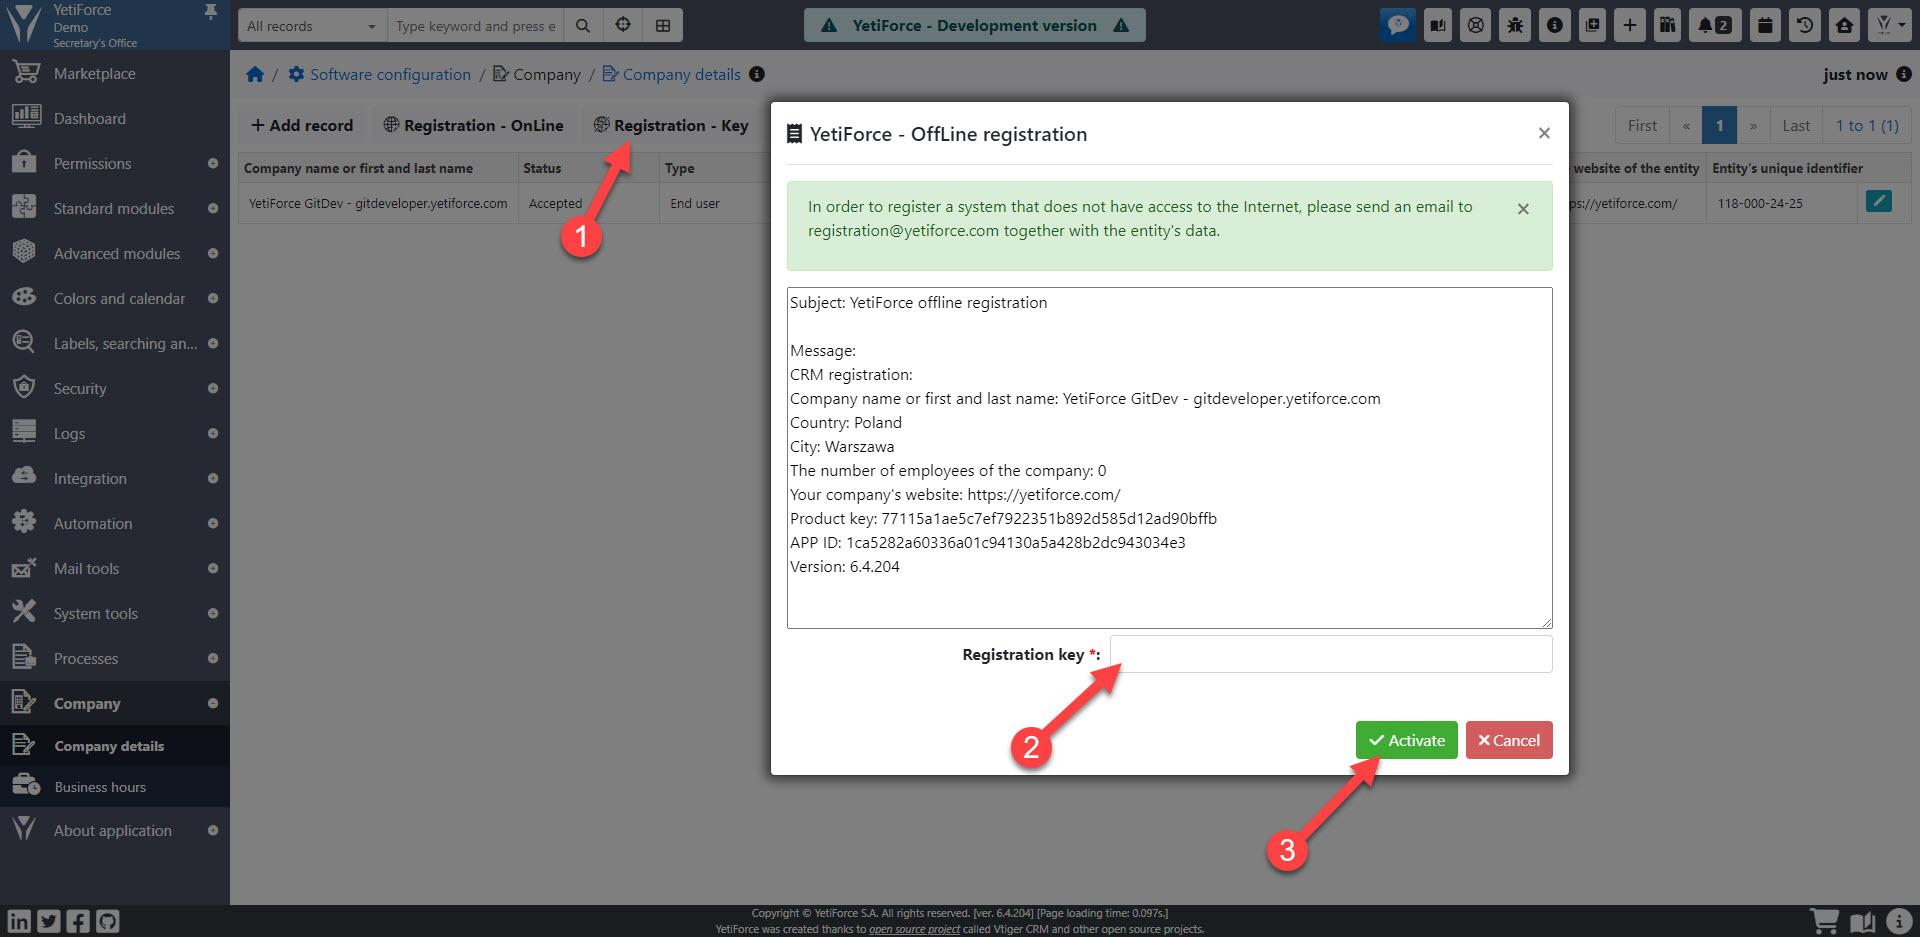 YetiForce
Demo
Secretary's Office
All records
Type keyword and press e
YetiForce - Development version
2
Marketplace
Dashboard
Permissions
Standard modules
Advanced modules
Colors and calendar
Labels, searching an...
Security
Logs
Integration
Automation
Mail tools
System tools
Processes
Company
Company details
Business hours
About application
/ Software configuration / Company / Company details
just now
Add record
Registration - OnLine
Registration - Key
First « 1 » Last 1 to 1 (1)
Company name or first and last name Status Type website of the entity Entity's unique identifier
YetiForce GitDev - gitdeveloper.yetiforce.com Accepted End user ps://yetiforce.com/ 118-000-24-25
1
YetiForce - OffLine registration
×
In order to register a system that does not have access to the Internet, please send an email to ×
registration@yetiforce.com together with the entity's data.
Subject: YetiForce offline registration
Message:
CRM registration:
Company name or first and last name: YetiForce GitDev - gitdeveloper.yetiforce.com
Country: Poland
City: Warszawa
The number of employees of the company: 0
Your company's website: https://yetiforce.com/
Product key: 77115a1ae5c7ef7922351b892d585d12ad90bffb
APP ID: 1ca5282a60336a01c94130a5a428b2dc943034e3
Version: 6.4.204
Registration key *:
2
Activate
Cancel
3
Copyright © YetiForce S.A. All rights reserved. [ver. 6.4.204] [Page loading time: 0.097s.]
YetiForce was created thanks to open source project called Vtiger CRM and other open source projects.